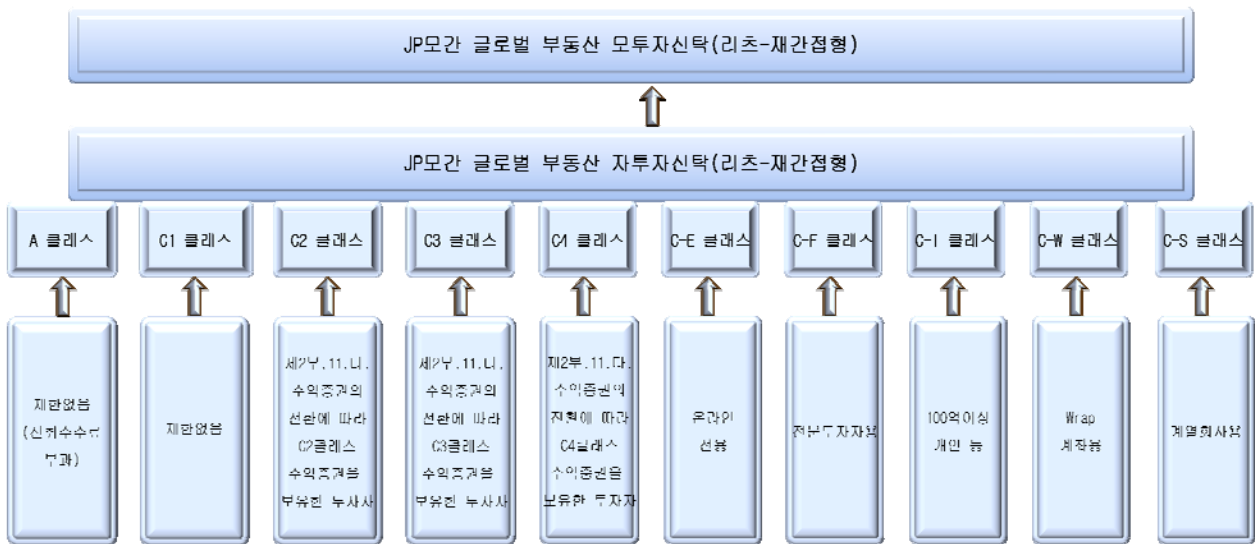 JP모간 글로벌 부동산 모투자신탁(리츠-재간접형)
JP모간 글로벌 부동산 자투자신탁(리츠-재간접형)
A 클래스
C1 클래스
C2 클래스
C3 클래스
C4 클래스
C-E 클래스
C-F 클래스
C-I 클래스
C-W 클래스
C-S 클래스
제한없음
(선취수수료
부과)
제한없음
제2부.11.다.
수익증권의
전환에 따라
C2클래스
수익증권을
보유한 투자자
제2부.11.다.
수익증권의
전환에 따라
C3클래스
수익증권을
보유한 투자자
제2부.11.다.
수익증권의
전환에 따라
C4클래스
수익증권을
보유한 투자자
온라인
전용
전문투자자용
100억이상
개인 등
Wrap
계좌용
계열회사용